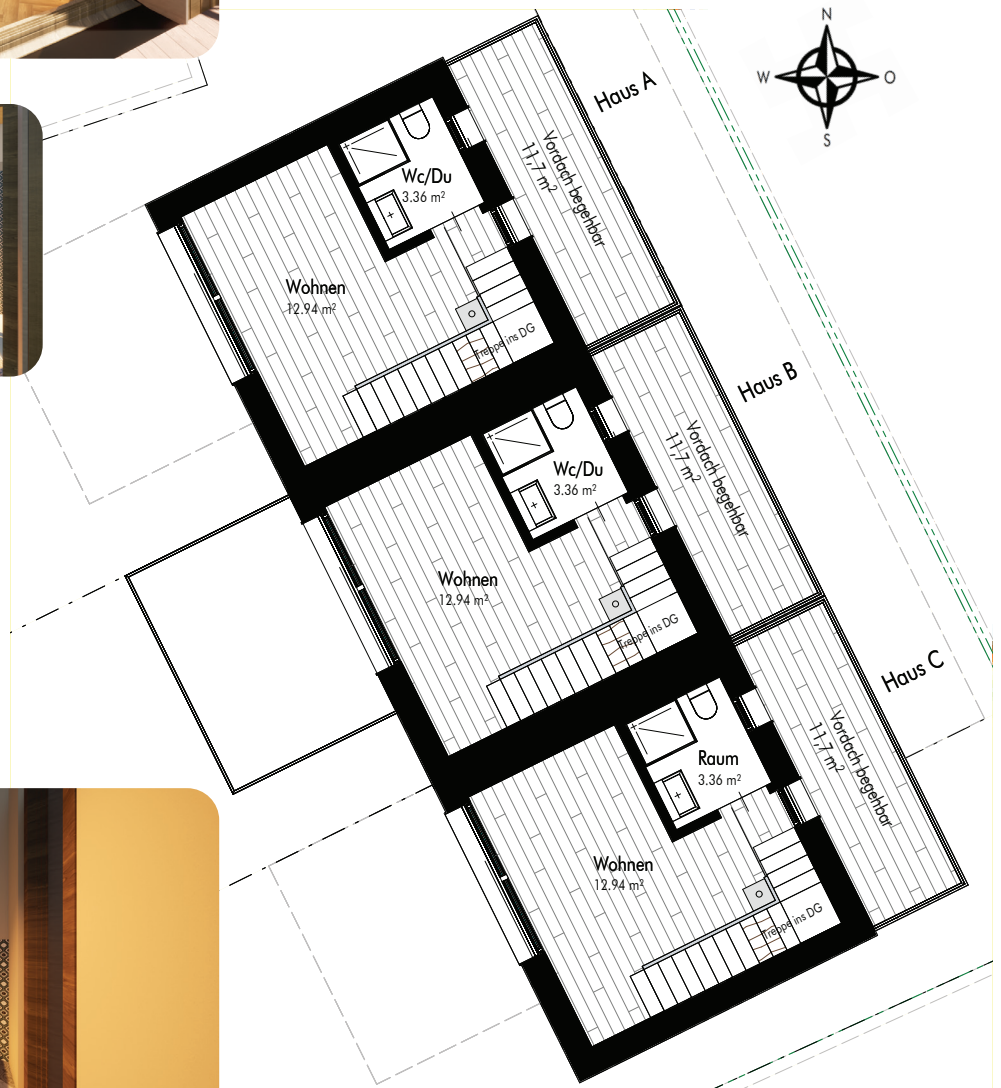 N
W
O
S
Haus A
Vordach begehbar
11,7 m²
Wc/Du
3.36 m²
Wohnen
12.94 m²
Treppe ins DG
Haus B
Vordach begehbar
11,7 m²
Wc/Du
3.36 m²
Wohnen
12.94 m²
Treppe ins DG
Haus C
Vordach begehbar
11,7 m²
Raum
3.36 m²
Wohnen
12.94 m²
Treppe ins DG